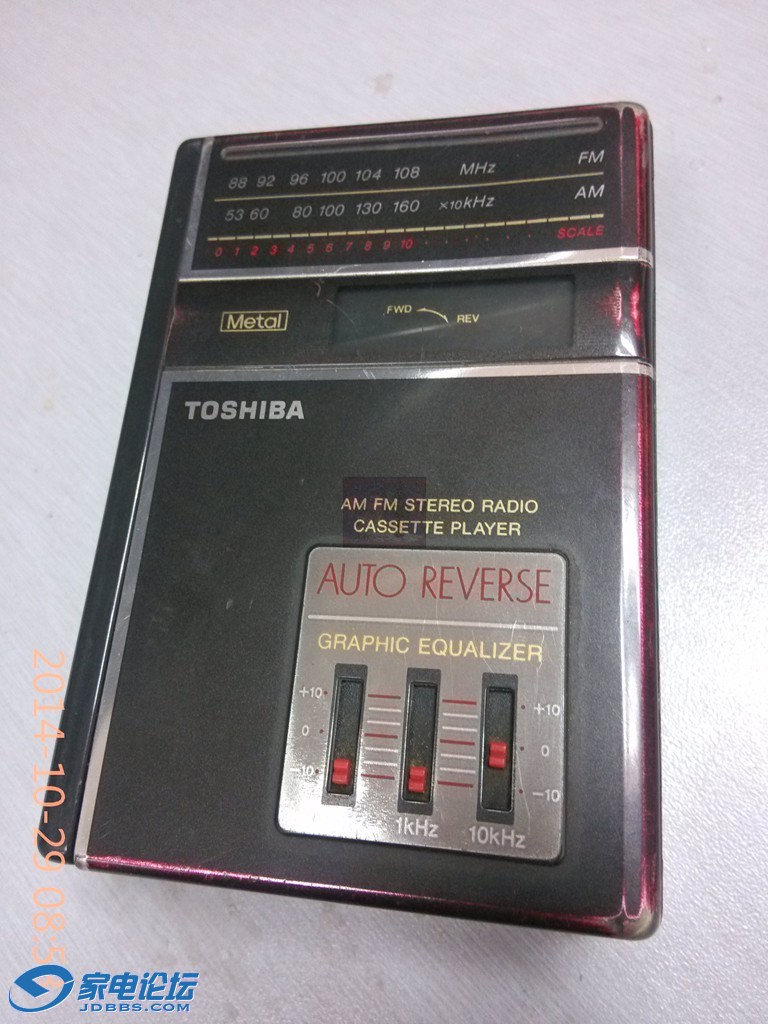 88 92 96 100 104 108 MHz FM
53 60 80 100 130 160 ×10kHz AM
0 1 2 3 4 5 6 7 8 9 10 SCALE
Metal
FWD REV
TOSHIBA
AM FM STEREO RADIO
CASSETTE PLAYER
AUTO REVERSE
GRAPHIC EQUALIZER
+10 +10
0 0
-10 -10
1kHz 10kHz
2014-10-29 08:5
家电论坛
JDBBS.COM